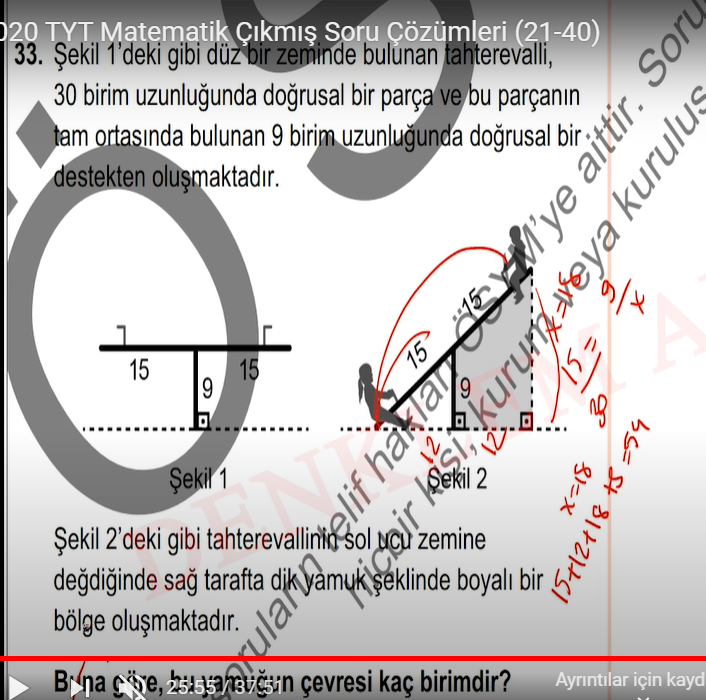 020 TYT Matematik Çıkmış Soru Çözümleri (21-40)
33. Şekil 1'deki gibi düz bir zeminde bulunan tahterevalli,
30 birim uzunluğunda doğrusal bir parça ve bu parçanın
tam ortasında bulunan 9 birim uzunluğunda doğrusal bir
destekten oluşmaktadır.
15
15
9
Şekil 1
15
15
9
12
12
Şekil 2
x=18
15 = 9
30 x
x=18
15+12+18+9=54
Şekil 2'deki gibi tahterevallinin sol ucu zemine
değdiğinde sağ tarafta dik yamuk şeklinde boyalı bir
bölge oluşmaktadır.
Buna göre, bu yamuğun çevresi kaç birimdir?
25:55 / 37:51
Ayrıntılar için kayd
soruların telif hakları ÖSYM'ye aittir. Soru
hiçbir kişi, kurum veya kuruluş
DENKLEM A